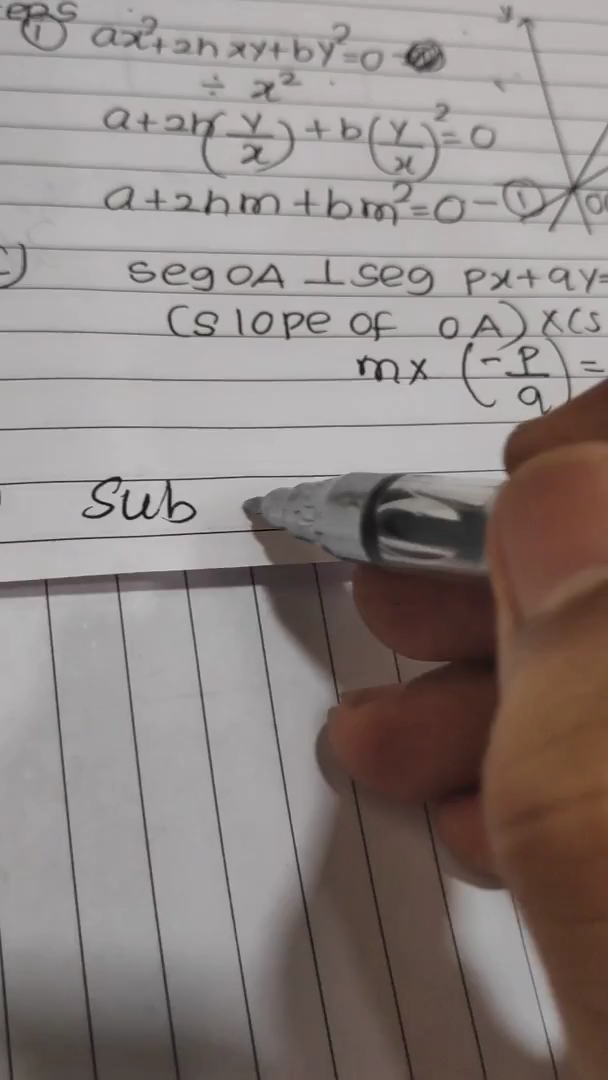 eps
① ax²+2hxy+by²=0
÷ x²
a+2h(y/x)+b(y/x)²=0
a+2hm+bm²=0-①
seg OA ⊥ seg px+qy=
(slope of OA)×(s
m×(-p/q)=
Sub
y
O